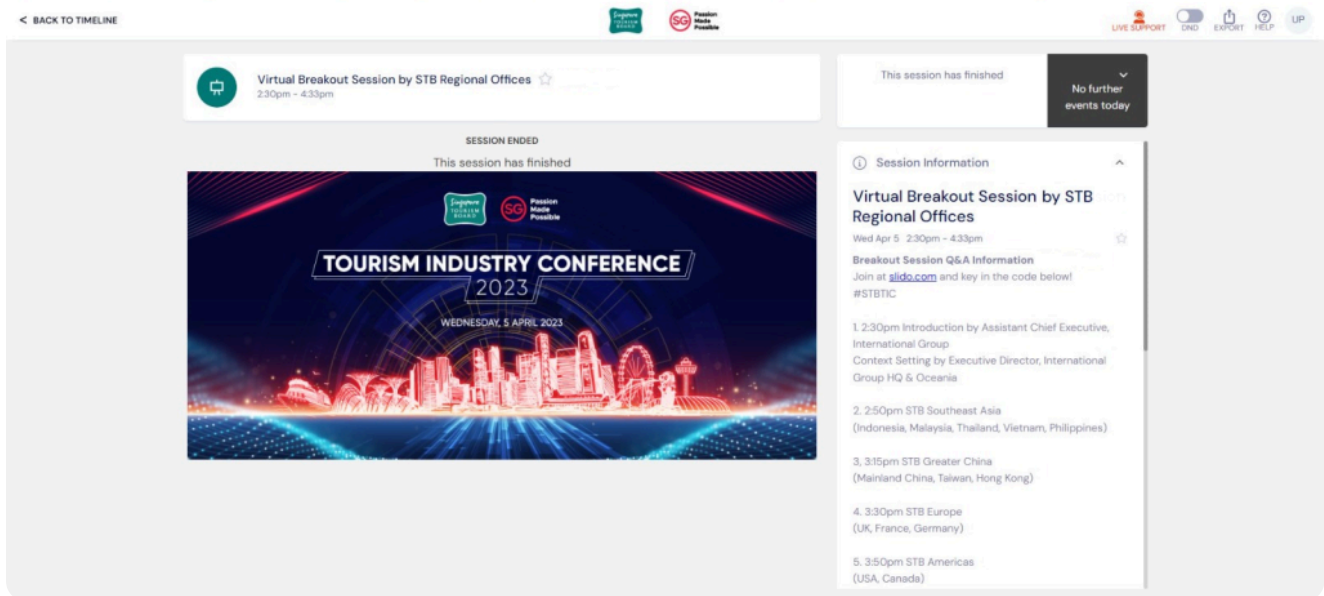 < BACK TO TIMELINE
Singapore
TOURISM
BOARD
SG
Passion
Made
Possible
LIVE SUPPORT
DND
EXPORT
HELP
UP
Virtual Breakout Session by STB Regional Offices
2:30pm - 4:33pm
SESSION ENDED
This session has finished
Singapore
TOURISM
BOARD
SG
Passion
Made
Possible
TOURISM INDUSTRY CONFERENCE
2023
WEDNESDAY, 5 APRIL 2023
This session has finished
No further
events today
Session Information
Virtual Breakout Session by STB
Regional Offices
Wed Apr 5 2:30pm - 4:33pm
Breakout Session Q&A Information
Join at slido.com and key in the code below!
#STBTIC
1. 2:30pm Introduction by Assistant Chief Executive,
International Group
Context Setting by Executive Director, International
Group HQ & Oceania
2. 2:50pm STB Southeast Asia
(Indonesia, Malaysia, Thailand, Vietnam, Philippines)
3, 3:15pm STB Greater China
(Mainland China, Taiwan, Hong Kong)
4. 3:30pm STB Europe
(UK, France, Germany)
5. 3:50pm STB Americas
(USA, Canada)